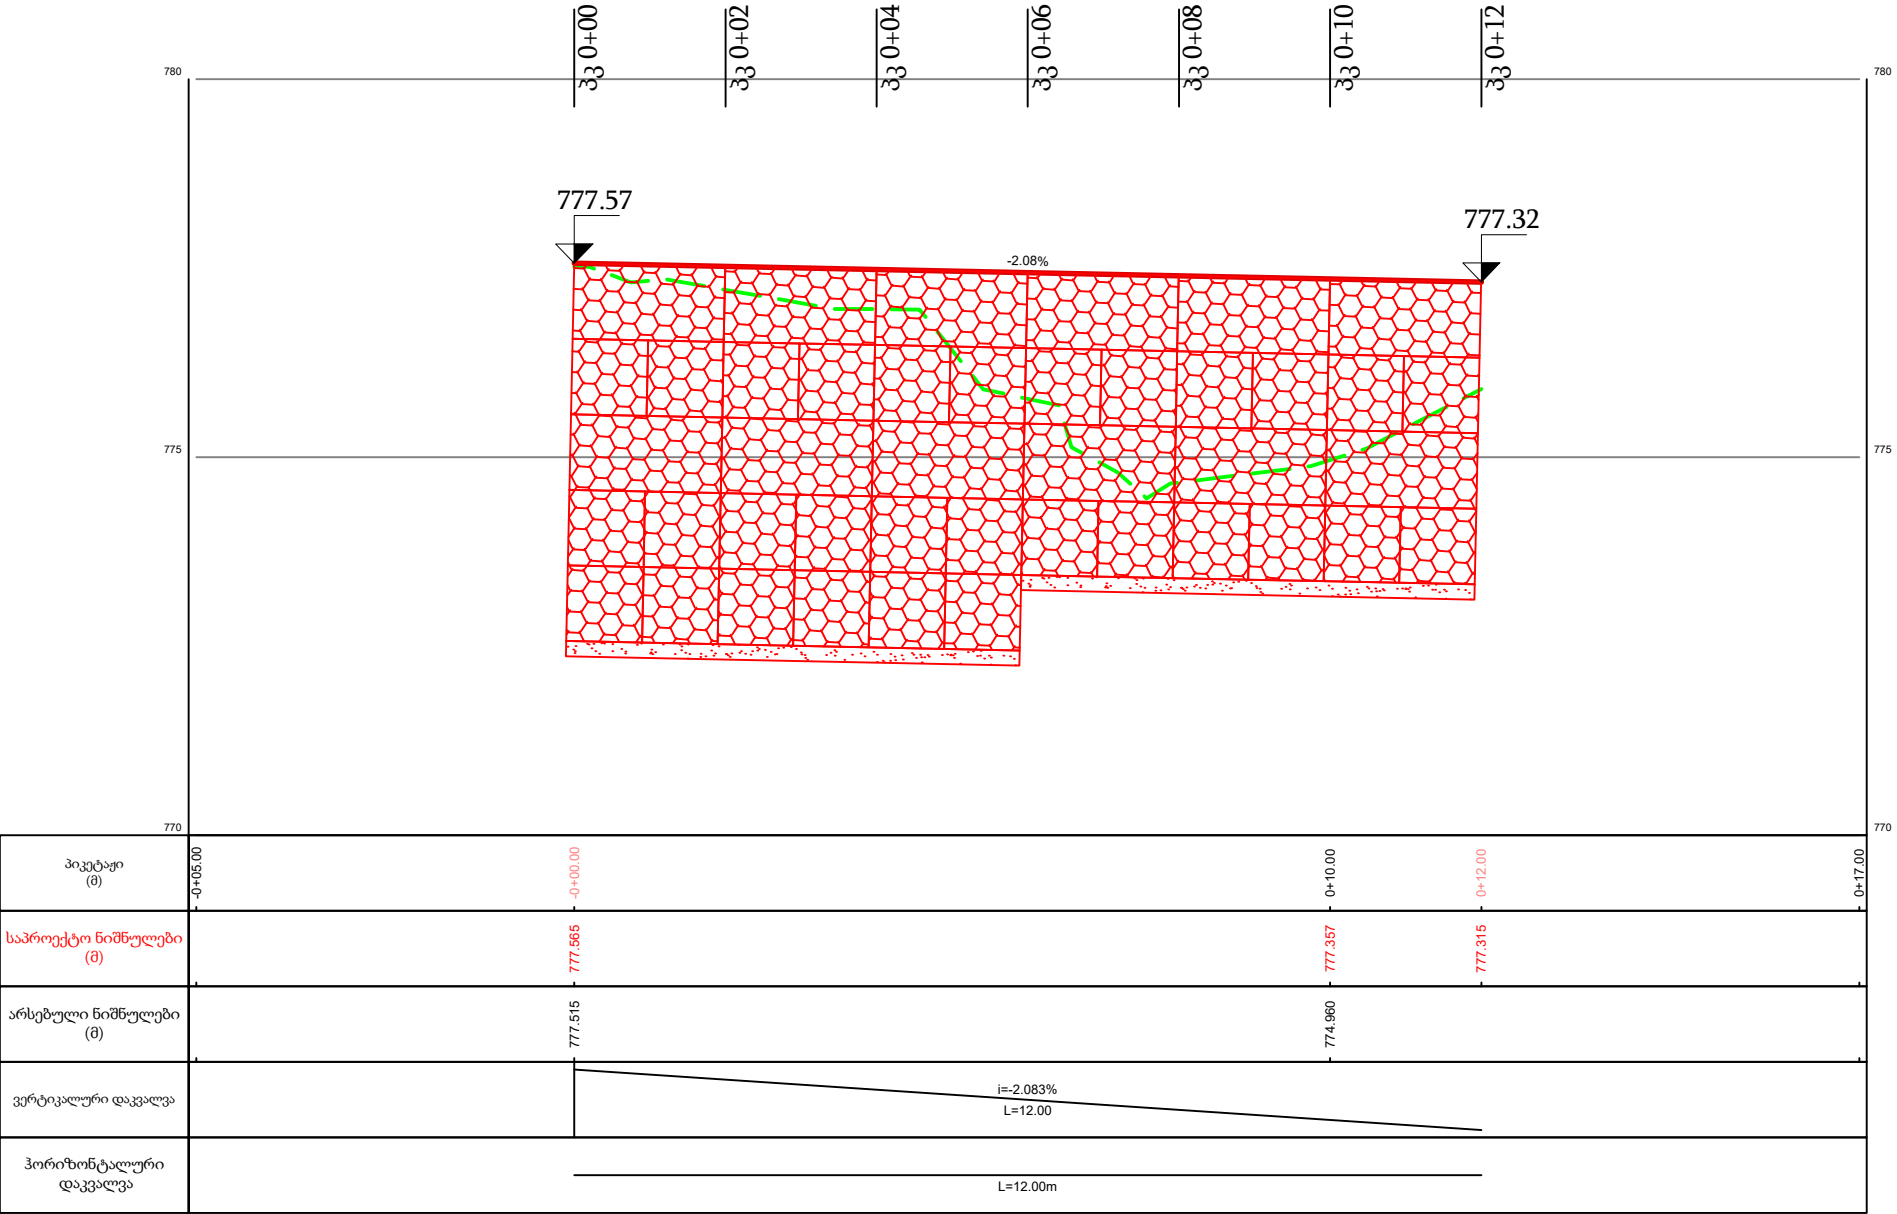 პკ 0+00
პკ 0+02
პკ 0+04
პკ 0+06
პკ 0+08
პკ 0+10
პკ 0+12
780
780
777.57
777.32
-2.08%
775
775
770
770
პიკეტაჟი
(მ)
-0+05.00
-0+00.00
0+10.00
0+12.00
0+17.00
საპროექტო ნიშნულები
(მ)
777.565
777.357
777.315
არსებული ნიშნულები
(მ)
777.515
774.960
ვერტიკალური დაკვალვა
i=-2.083%
L=12.00
ჰორიზონტალური
დაკვალვა
L=12.00m